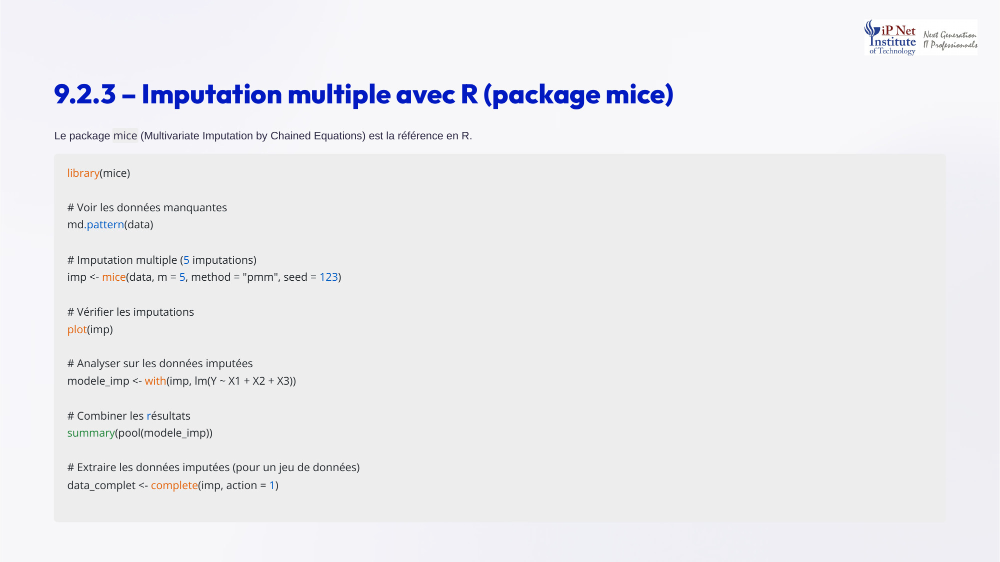 iP Net
Institute
of Technology
Next Generation
IT Professionnels
9.2.3 – Imputation multiple avec R (package mice)
Le package mice (Multivariate Imputation by Chained Equations) est la référence en R.
library(mice)
# Voir les données manquantes
md.pattern(data)
# Imputation multiple (5 imputations)
imp <- mice(data, m = 5, method = "pmm", seed = 123)
# Vérifier les imputations
plot(imp)
# Analyser sur les données imputées
modele_imp <- with(imp, lm(Y ~ X1 + X2 + X3))
# Combiner les résultats
summary(pool(modele_imp))
# Extraire les données imputées (pour un jeu de données)
data_complet <- complete(imp, action = 1)